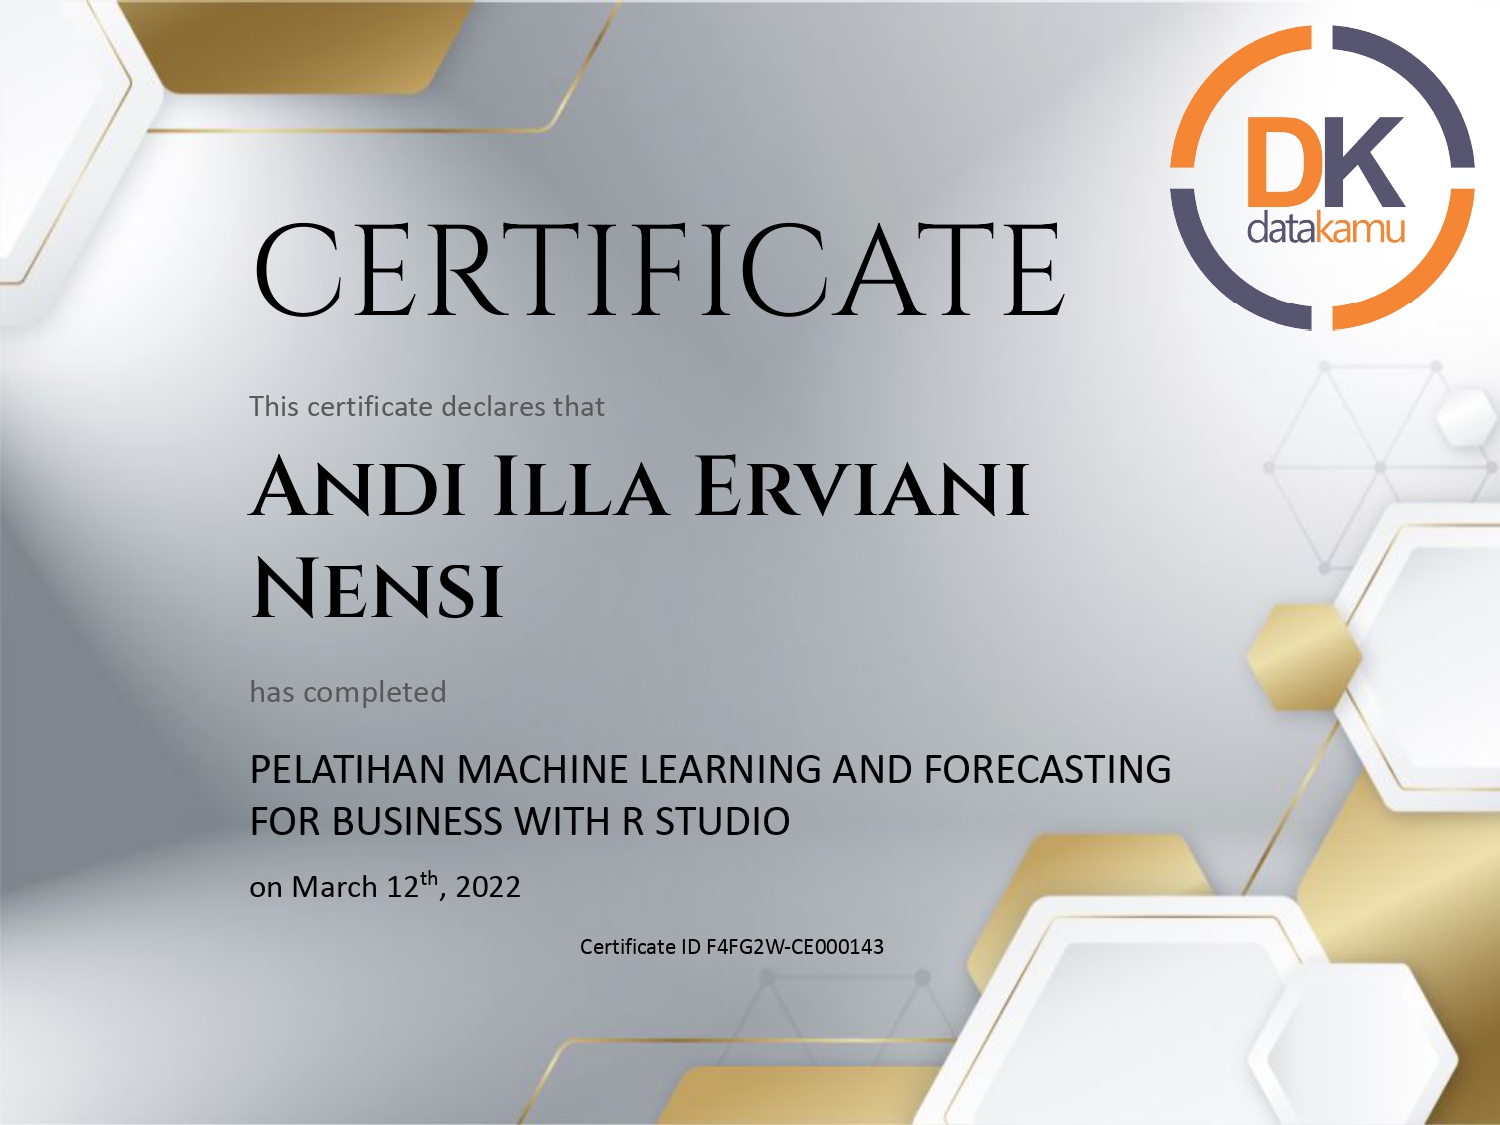 DK
datakamu
CERTIFICATE
This certificate declares that
ANDI ILLA ERVIANI
NENSI
has completed
PELATIHAN MACHINE LEARNING AND FORECASTING
FOR BUSINESS WITH R STUDIO
on March 12th, 2022
Certificate ID F4FG2W-CE000143